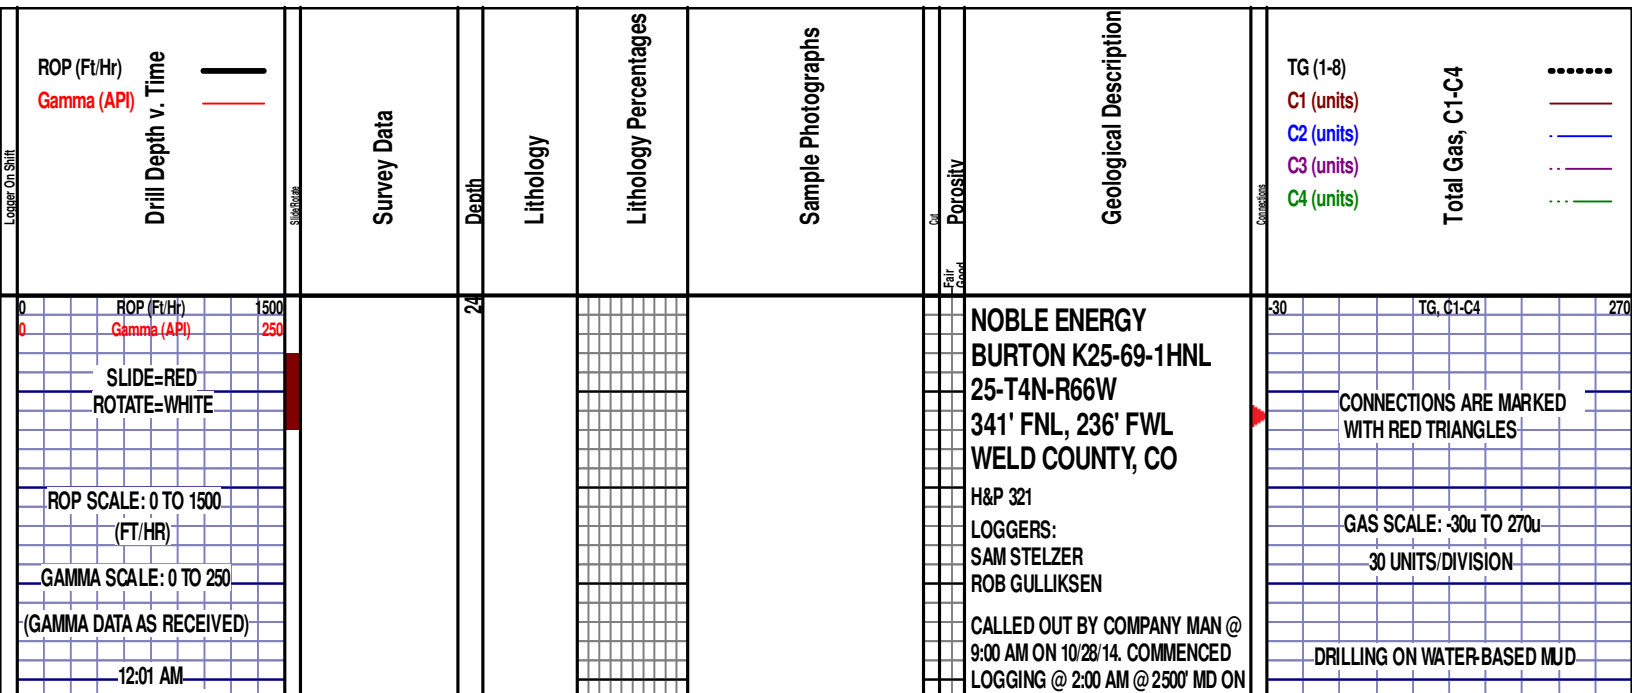 Logger On Shift
ROP (Ft/Hr)
Gamma (API)
Drill Depth v. Time
Slide/Rotate
Survey Data
Depth
Lithology
Lithology Percentages
Sample Photographs
Cut
Porosity
Fair
Good
Geological Description
Connections
TG (1-8)
C1 (units)
C2 (units)
C3 (units)
C4 (units)
Total Gas, C1-C4
0 ROP (Ft/Hr) 1500
0 Gamma (API) 250
SLIDE=RED
ROTATE=WHITE
ROP SCALE: 0 TO 1500
(FT/HR)
GAMMA SCALE: 0 TO 250
(GAMMA DATA AS RECEIVED)
12:01 AM
24
NOBLE ENERGY
BURTON K25-69-1HNL
25-T4N-R66W
341' FNL, 236' FWL
WELD COUNTY, CO
H&P 321
LOGGERS:
SAM STELZER
ROB GULLIKSEN
CALLED OUT BY COMPANY MAN @
9:00 AM ON 10/28/14. COMMENCED
LOGGING @ 2:00 AM @ 2500' MD ON
-30 TG, C1-C4 270
CONNECTIONS ARE MARKED
WITH RED TRIANGLES
GAS SCALE: -30u TO 270u
30 UNITS/DIVISION
DRILLING ON WATER-BASED MUD